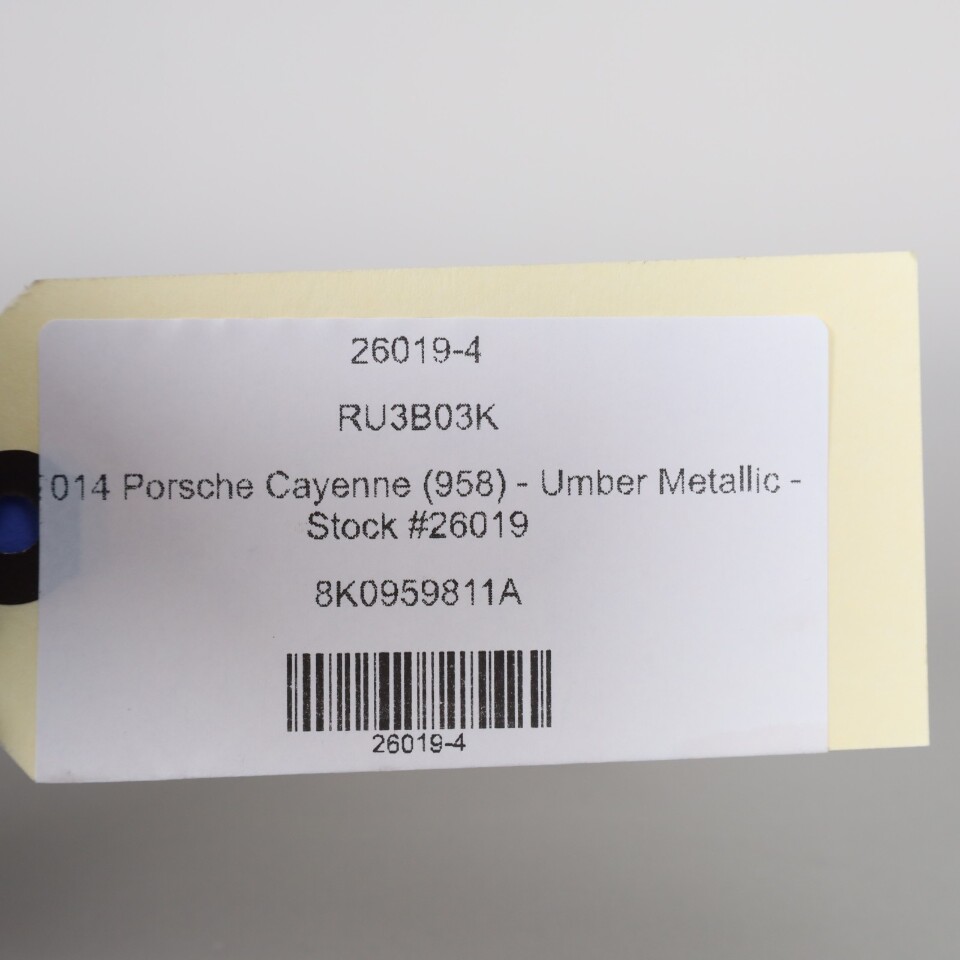 26019-4
RU3B03K
014 Porsche Cayenne (958) - Umber Metallic -
Stock #26019
8K0959811A
26019-4